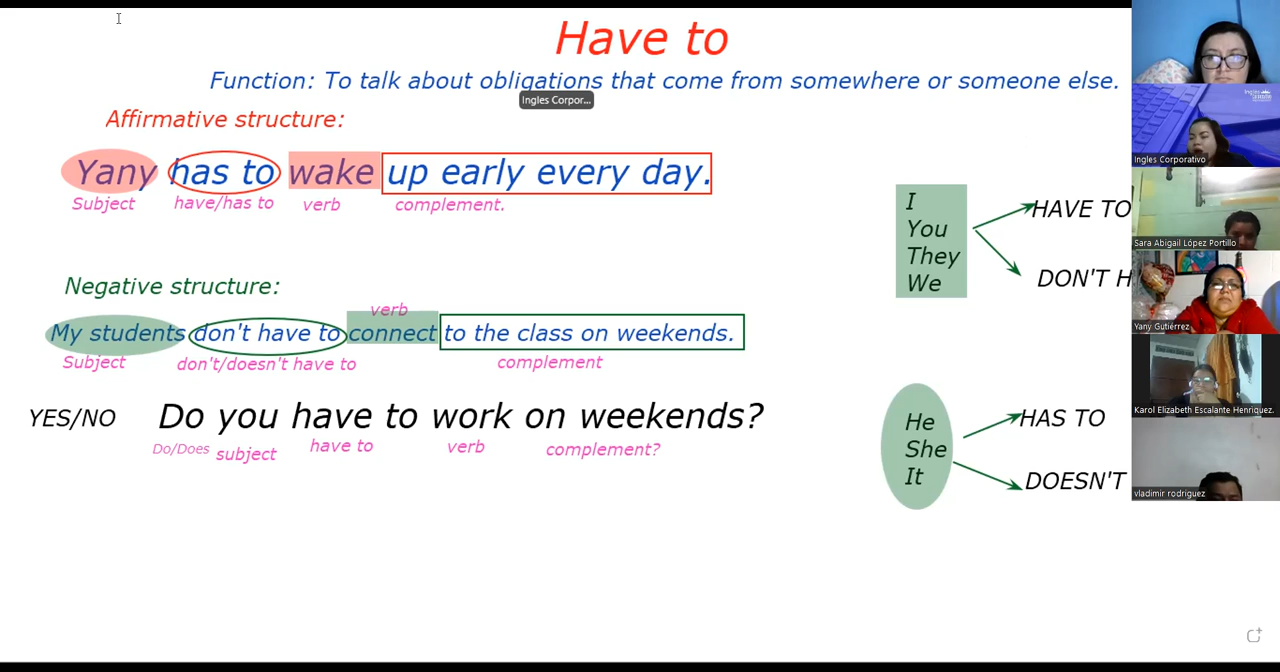 Have to
Function: To talk about obligations that come from somewhere or someone else.
Ingles Corpor...
Affirmative structure:
Yany has to wake up early every day.
Subject have/has to verb complement.
Negative structure:
verb
My students don't have to connect to the class on weekends.
Subject don't/doesn't have to complement
YES/NO Do you have to work on weekends?
Do/Does subject have to verb complement?
I
You
They
We
HAVE TO
DON'T H
He
She
It
HAS TO
DOESN'T
Ingles Corporativo
Sara Abigail López Portillo
Yany Gutiérrez
Karol Elizabeth Escalante Henriquez.
vladimir rodriguez